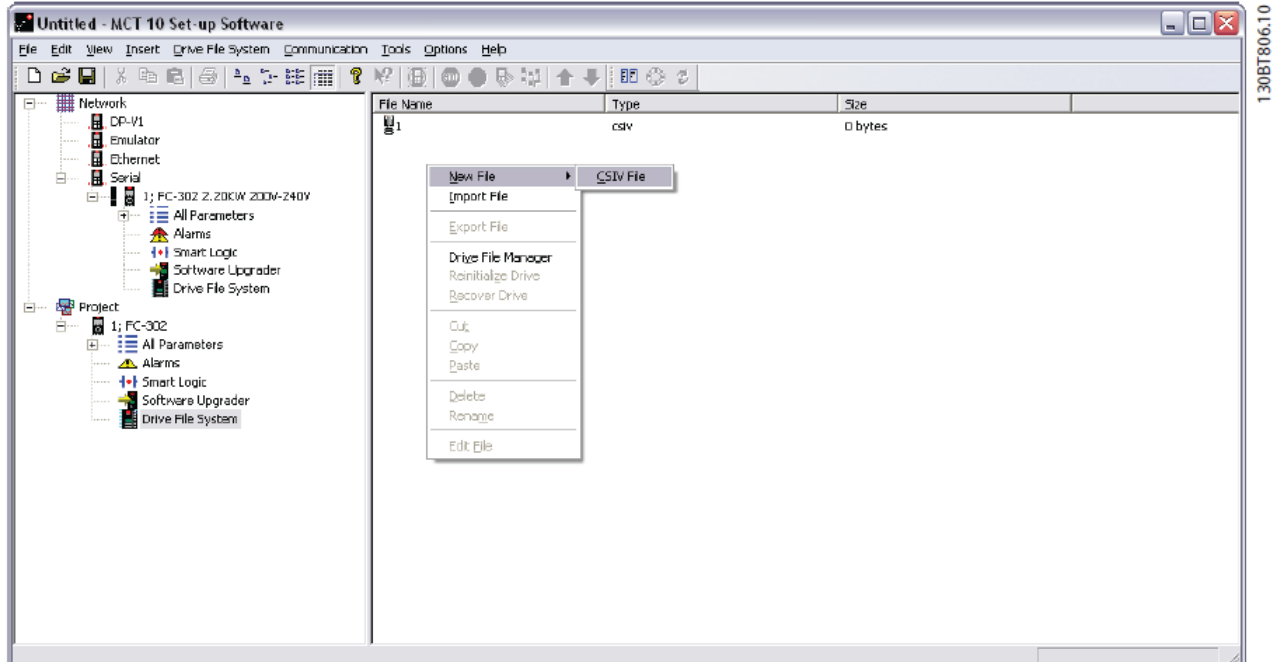 Untitled - MCT 10 Set-up Software
File Edit View Insert Drive File System Communication Tools Options Help
130BT806.10
Network
DP-V1
Emulator
Ethernet
Serial
1; FC-302 2.20KW 200V-240V
All Parameters
Alarms
Smart Logic
Software Upgrader
Drive File System
Project
1; FC-302
All Parameters
Alarms
Smart Logic
Software Upgrader
Drive File System
File Name Type Size
1 csiv 0 bytes
New File CSIV File
Import File
Export File
Drive File Manager
Reinitialize Drive
Recover Drive
Cut
Copy
Paste
Delete
Rename
Edit File